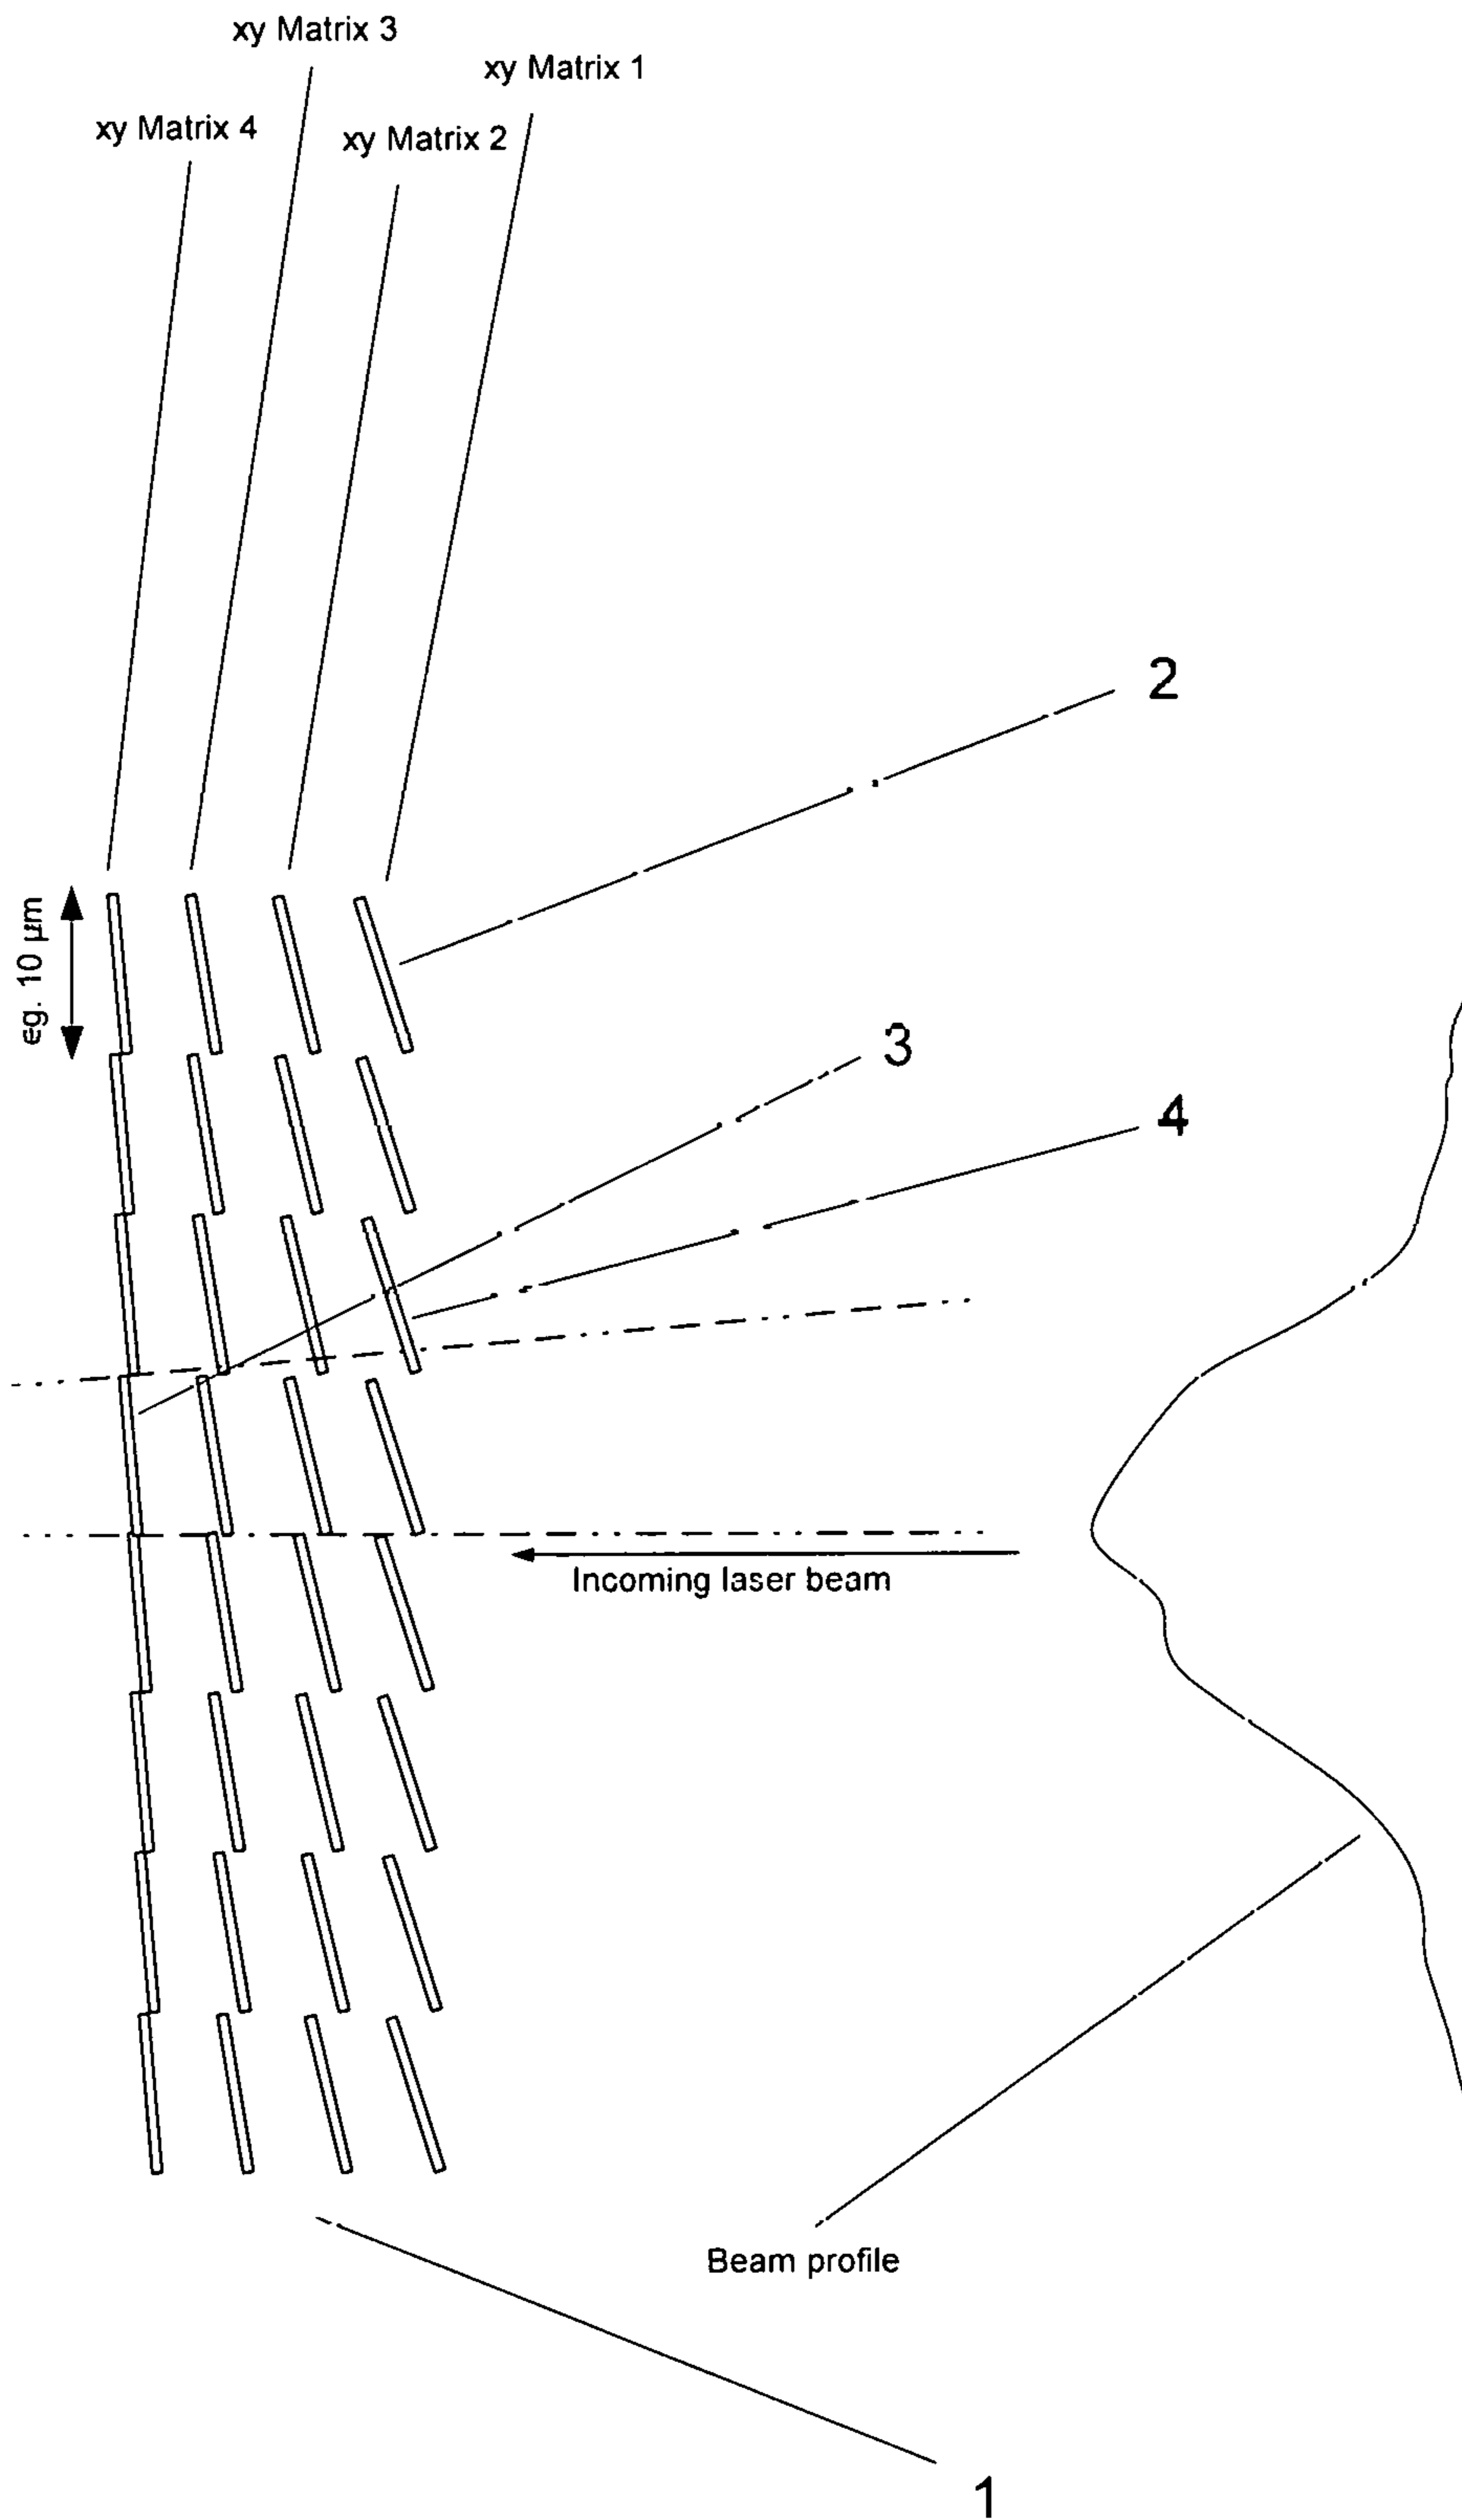 xy Matrix 3
xy Matrix 1
xy Matrix 4
xy Matrix 2
2
eg. 10 µm
3
4
Incoming laser beam
Beam profile
1